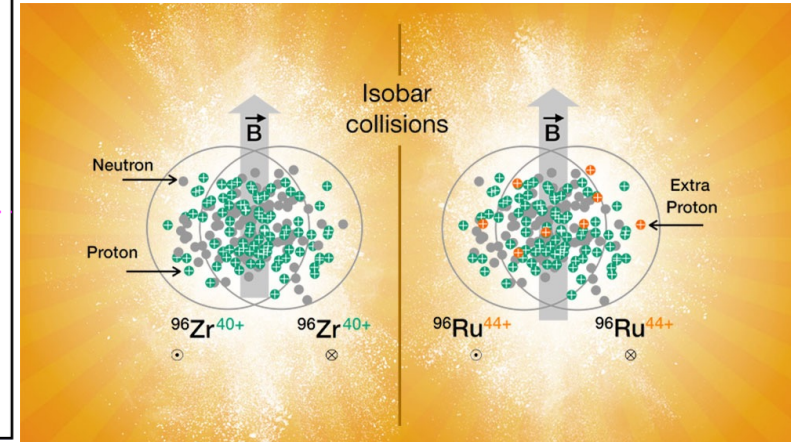 Isobar
collisions
B
B
Neutron
Proton
Extra
Proton
⁹⁶Zr⁴⁰⁺ ⁹⁶Zr⁴⁰⁺
⁹⁶Ru⁴⁴⁺ ⁹⁶Ru⁴⁴⁺